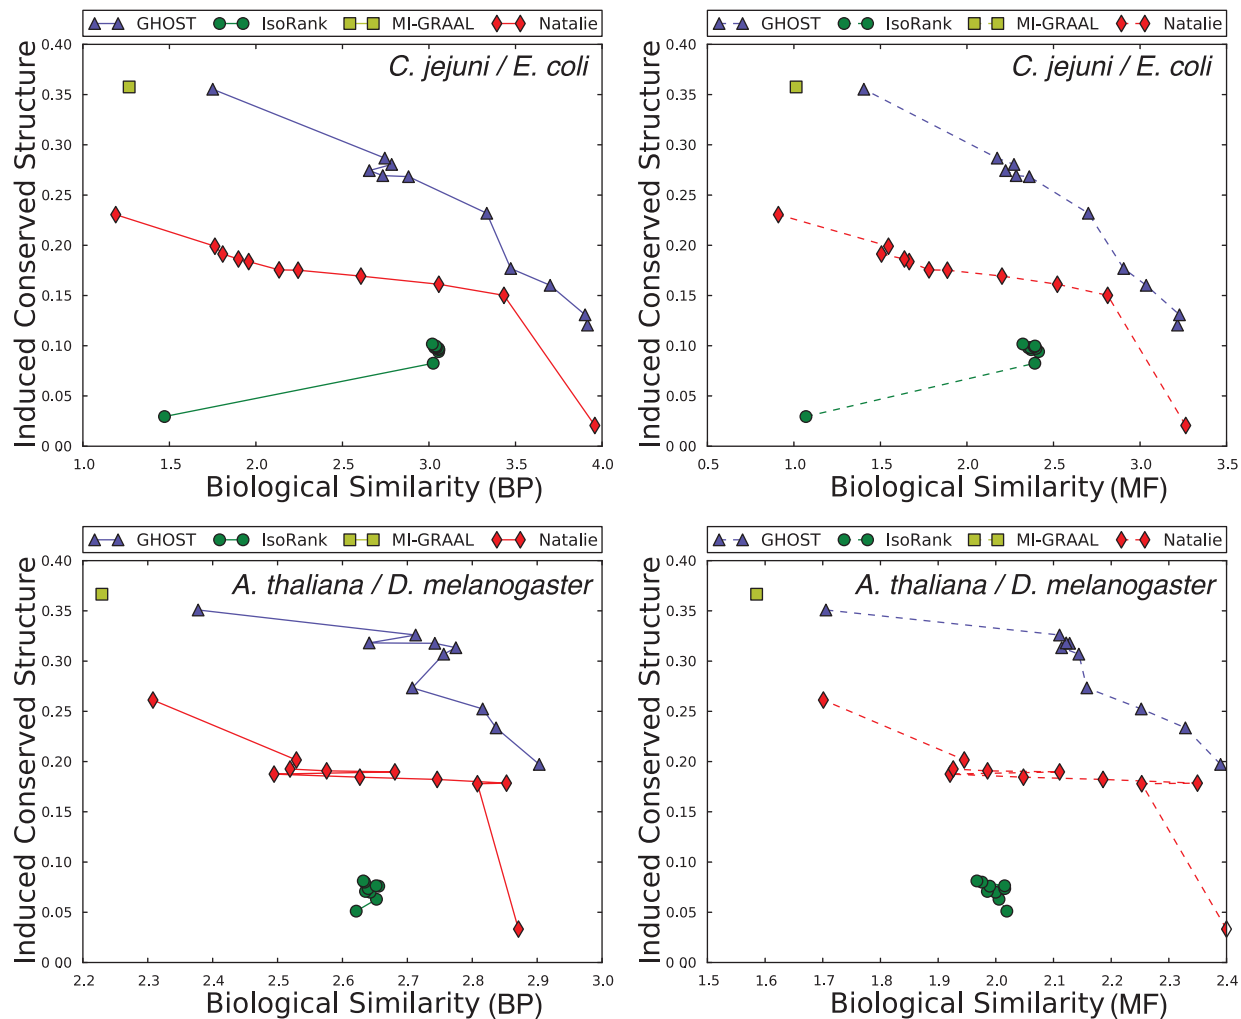 GHOST IsoRank MI-GRAAL Natalie
C. jejuni / E. coli
0.40
0.35
0.30
0.25
0.20
0.15
0.10
0.05
0 00
Induced Conserved Structure
1.0 1.5 2.0 2.5 3.0 3.5 4.0
Biological Similarity (BP)
GHOST IsoRank MI-GRAAL Natalie
C. jejuni / E. coli
0.40
0.35
0.30
0.25
0.20
0.15
0.10
0.05
0 00
Induced Conserved Structure
0.5 1.0 1.5 2.0 2.5 3.0 3.5
Biological Similarity (MF)
GHOST IsoRank MI-GRAAL Natalie
A. thaliana / D. melanogaster
0.40
0.35
0.30
0.25
0.20
0.15
0.10
0.05
0 00
Induced Conserved Structure
2.2 2.3 2.4 2.5 2.6 2.7 2.8 2.9 3.0
Biological Similarity (BP)
GHOST IsoRank MI-GRAAL Natalie
A. thaliana / D. melanogaster
0.40
0.35
0.30
0.25
0.20
0.15
0.10
0.05
0 00
Induced Conserved Structure
1.5 1.6 1.7 1.8 1.9 2.0 2.1 2.2 2.3 2.4
Biological Similarity (MF)